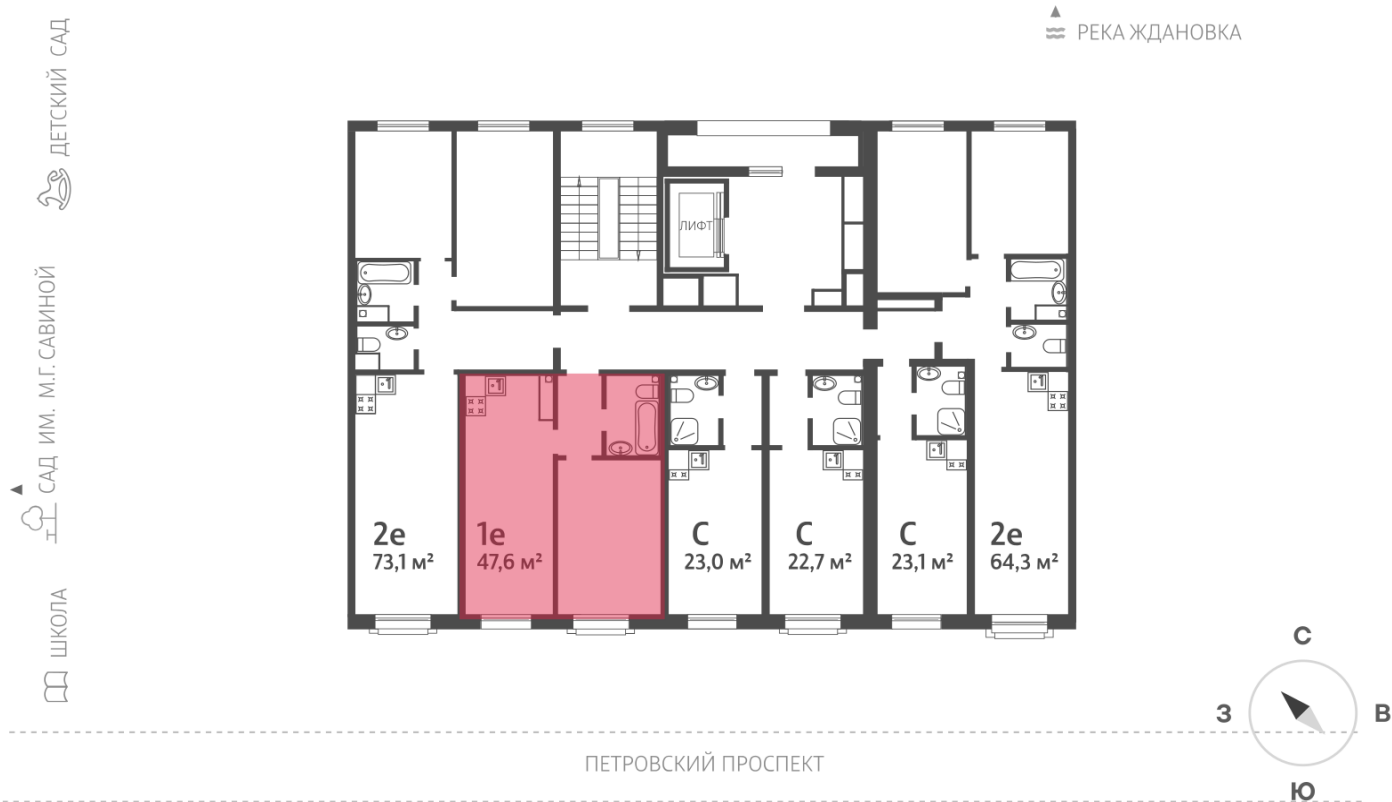 РЕКА ЖДАНОВКА
ДЕТСКИЙ САД
САД ИМ. М.Г. САВИНОЙ
ШКОЛА
ЛИФТ
2е
73,1 м²
1е
47,6 м²
С
23,0 м²
С
22,7 м²
С
23,1 м²
2е
64,3 м²
С
З
В
Ю
ПЕТРОВСКИЙ ПРОСПЕКТ